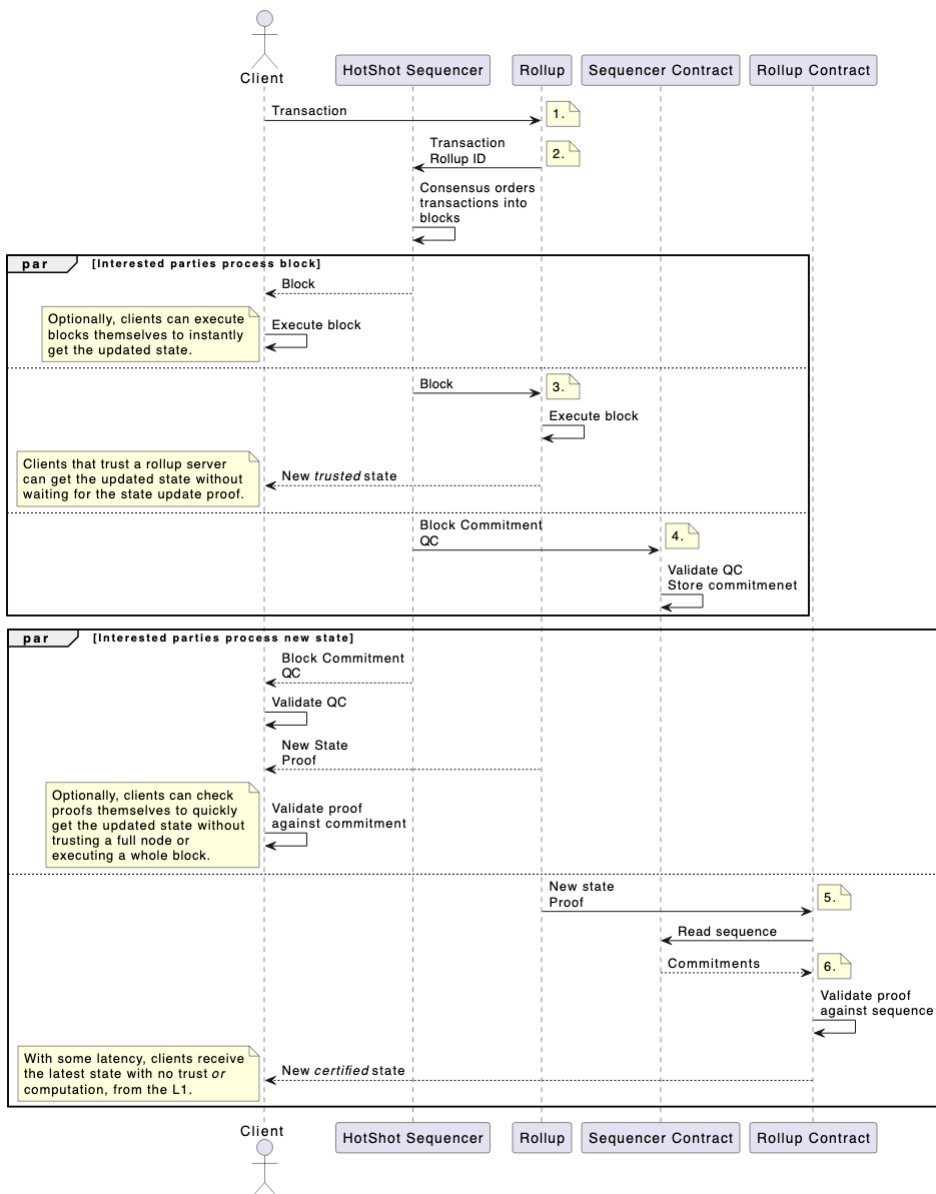 Client
HotShot Sequencer
Rollup
Sequencer Contract
Rollup Contract
Transaction
1.
Transaction
Rollup ID
2.
Consensus orders
transactions into
blocks
par
[Interested parties process block]
Block
Optionally, clients can execute
blocks themselves to instantly
get the updated state.
Execute block
Block
3.
Execute block
Clients that trust a rollup server
can get the updated state without
waiting for the state update proof.
New trusted state
Block Commitment
QC
4.
Validate QC
Store commitmenet
par
[Interested parties process new state]
Block Commitment
QC
Validate QC
New State
Proof
Optionally, clients can check
proofs themselves to quickly
get the updated state without
trusting a full node or
executing a whole block.
Validate proof
against commitment
New state
Proof
5.
Read sequence
Commitments
6.
Validate proof
against sequence
With some latency, clients receive
the latest state with no trust or
computation, from the L1.
New certified state
Client
HotShot Sequencer
Rollup
Sequencer Contract
Rollup Contract